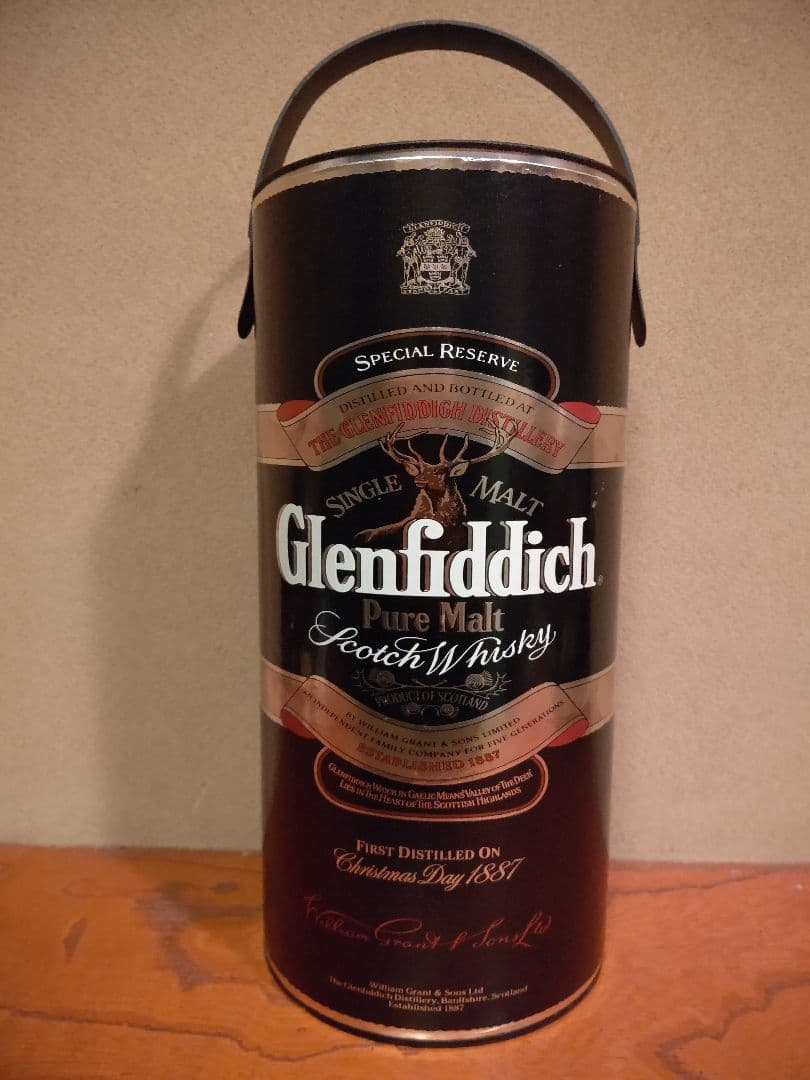 GLENFIDDICH
SPECIAL RESERVE
DISTILLED AND BOTTLED AT
THE GLENFIDDICH DISTILLERY
SINGLE MALT
Glenfiddich®
Pure Malt
Scotch Whisky
PRODUCT OF SCOTLAND
BY WILLIAM GRANT & SONS LIMITED
AN INDEPENDENT FAMILY COMPANY FOR FIVE GENERATIONS
ESTABLISHED 1887
GLENFIDDICH WHICH IN GAELIC MEANS VALLEY OF THE DEER
LIES IN THE HEART OF THE SCOTTISH HIGHLANDS
FIRST DISTILLED ON
Christmas Day 1887
William Grant & Sons Ltd
William Grant & Sons Ltd
The Glenfiddich Distillery, Banffshire, Scotland
Established 1887